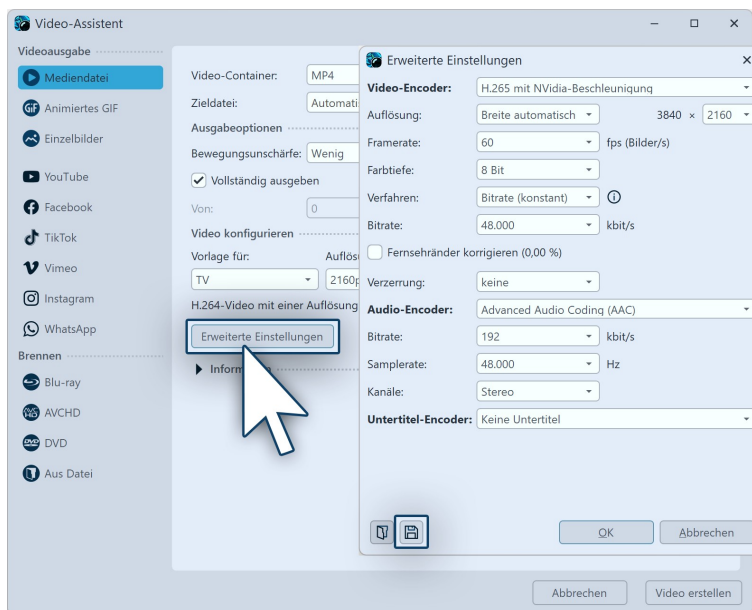 Video-Assistent
Videoausgabe
Mediendatei
GiF Animiertes GIF
Einzelbilder
YouTube
Facebook
TikTok
Vimeo
Instagram
WhatsApp
Brennen
Blu-ray
AVCHD
DVD
Aus Datei
Video-Container: MP4
Zieldatei:
Ausgabeoptionen
Bewegungsunschärfe: Wenig
Vollständig ausgeben
Von: 0
Video konfigurieren
Vorlage für:
TV
H.264-Video mit einer Auflösung
Erweiterte Einstellungen
Erweiterte Einstellungen
Video-Encoder: H.265 mit NVidia-Beschleunigung
Auflösung: Breite automatisch 3840 × 2160
Framerate: 60 fps (Bilder/s)
Farbtiefe: 8 Bit
Verfahren: Bitrate (konstant)
Bitrate: 48.000 kbit/s
Fernsehränder korrigieren (0,00 %)
Verzerrung: keine
Audio-Encoder: Advanced Audio Coding (AAC)
Bitrate: 192 kbit/s
Samplerate: 48.000 Hz
Kanäle: Stereo
Untertitel-Encoder: Keine Untertitel
OK Abbrechen
Abbrechen Video erstellen